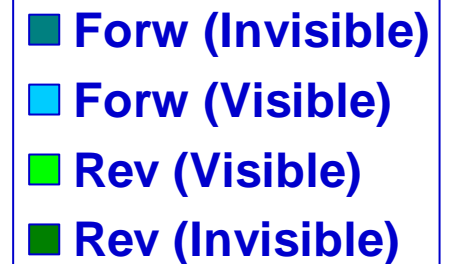 Forw (Invisible)
Forw (Visible)
Rev (Visible)
Rev (Invisible)